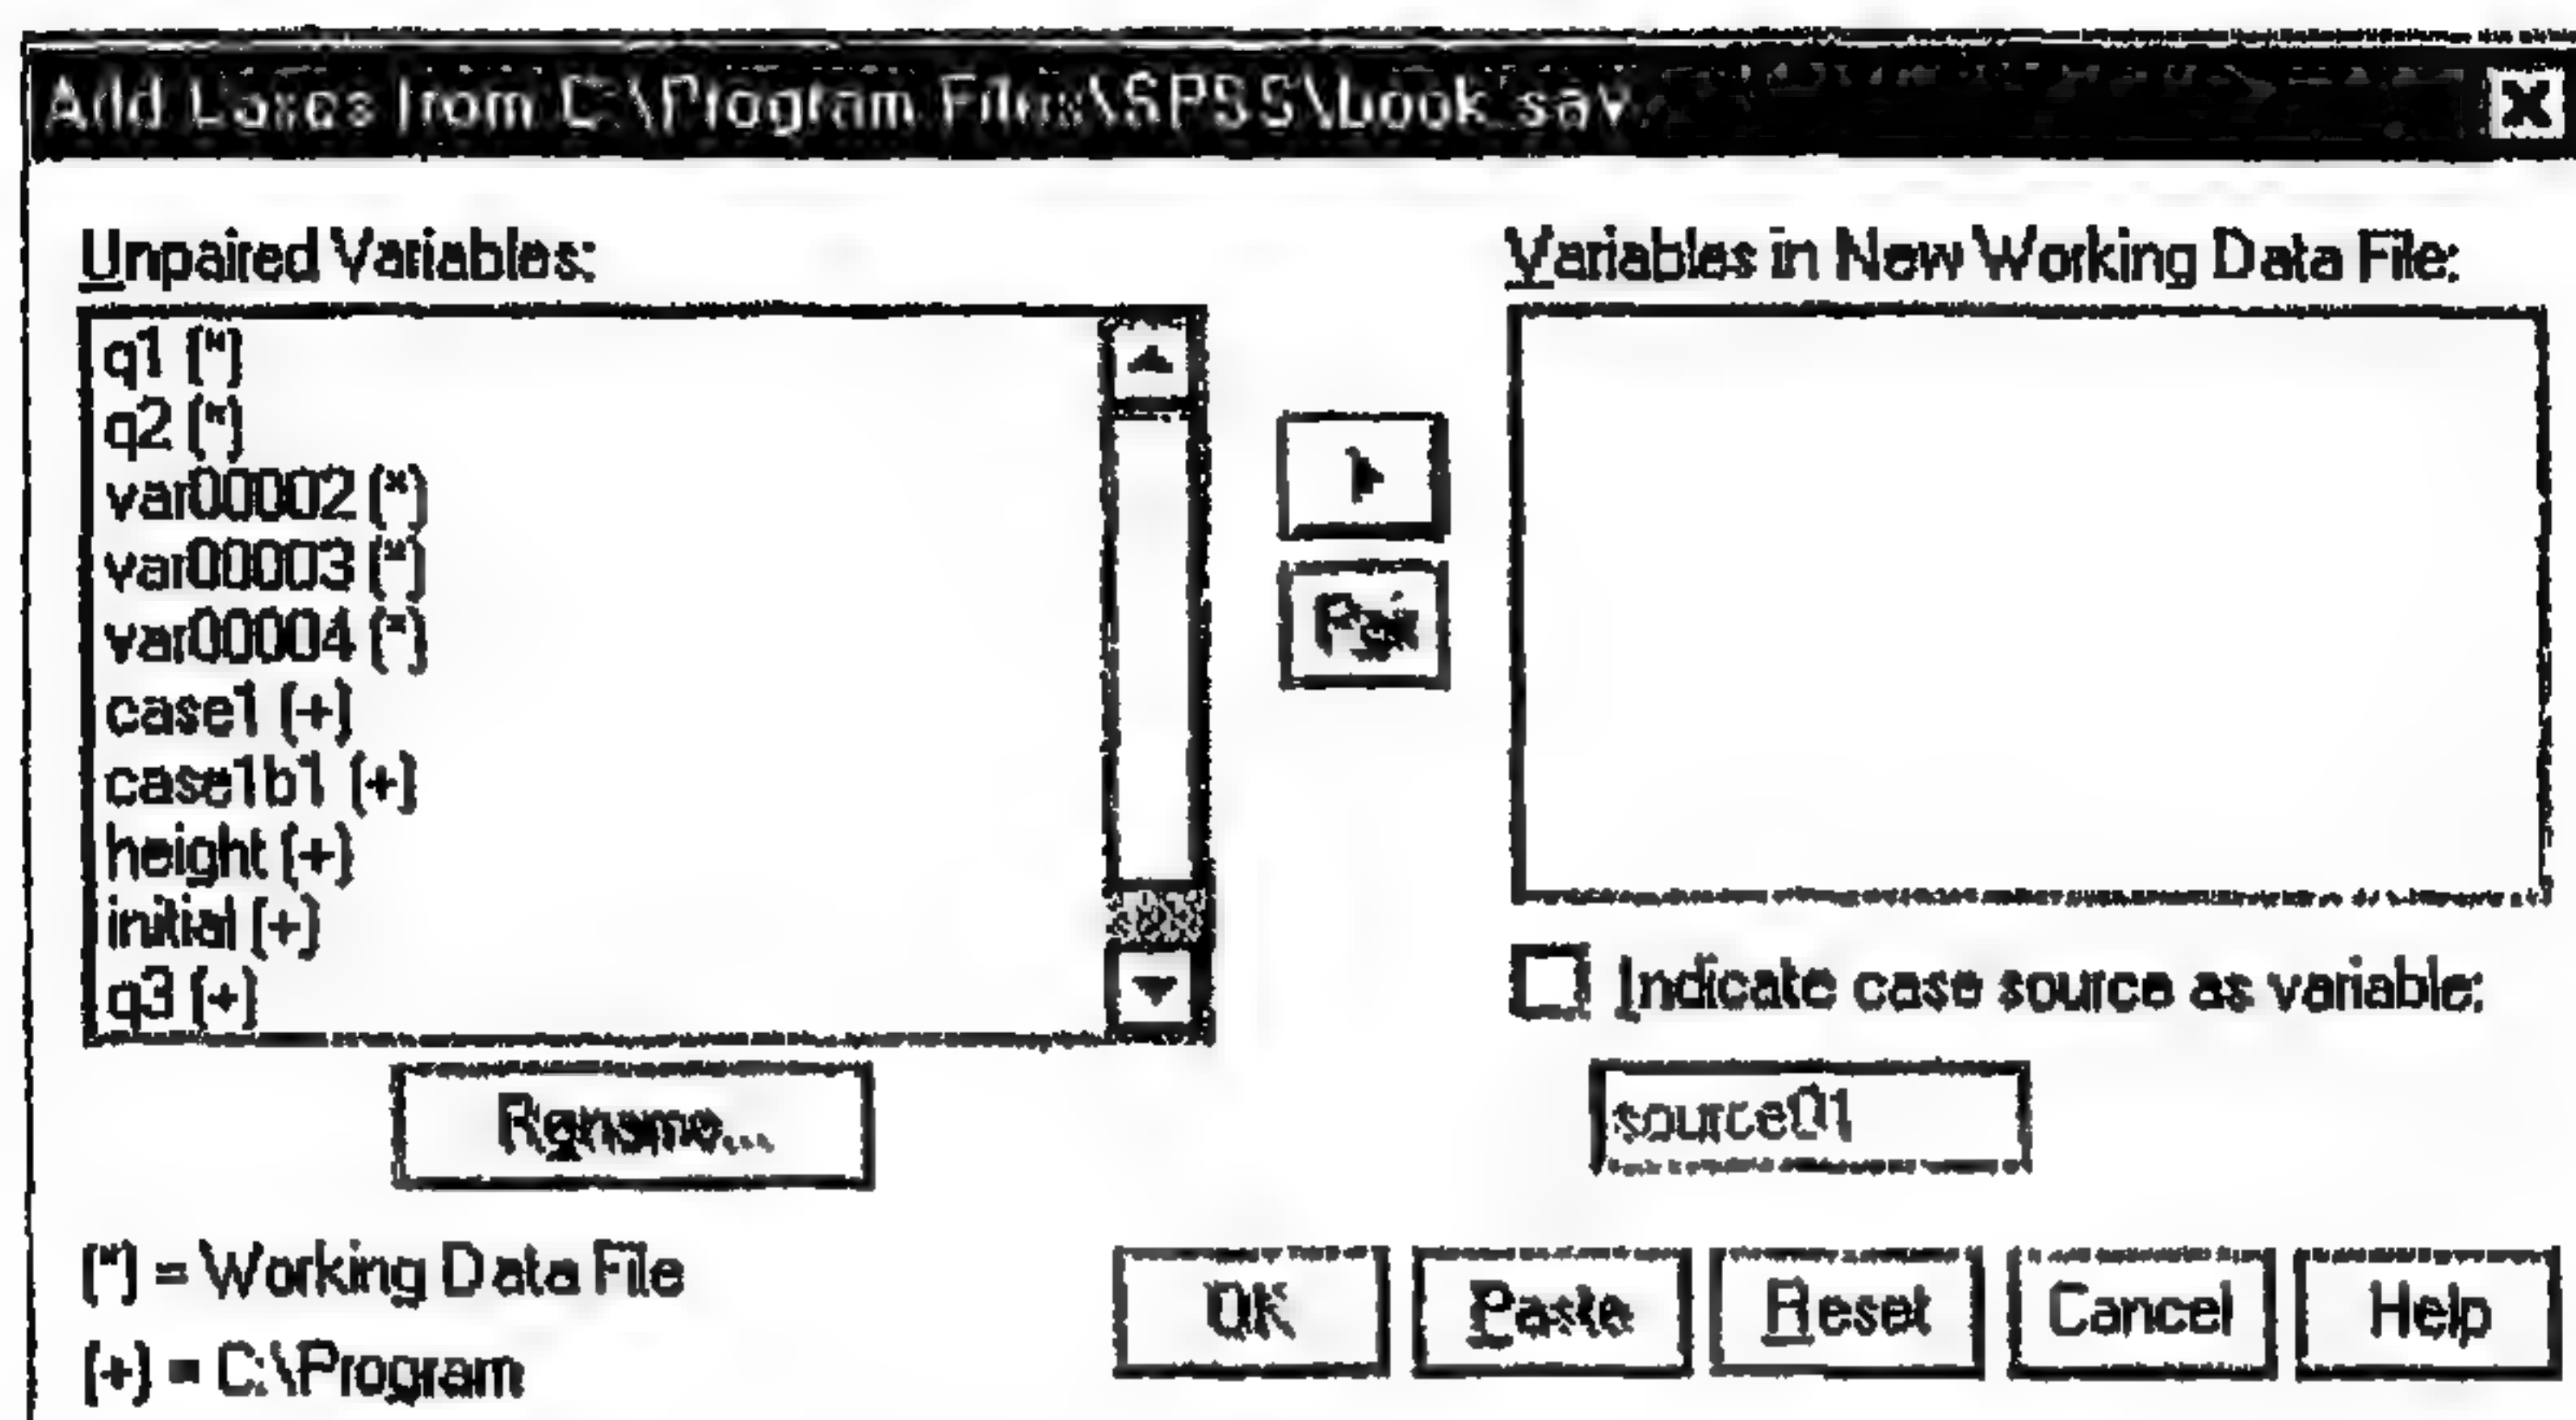 Add Cases from C:\Program Files\SPSS\book.sav
Unpaired Variables:
q1 (*)
q2 (*)
var00002 (*)
var00003 (*)
var00004 (*)
case1 (+)
case1b1 (+)
height (+)
initial (+)
q3 (+)
Rename...
(*) = Working Data File
(+) = C:\Program
Pair
Variables in New Working Data File:
Indicate case source as variable:
source01
OK Paste Reset Cancel Help